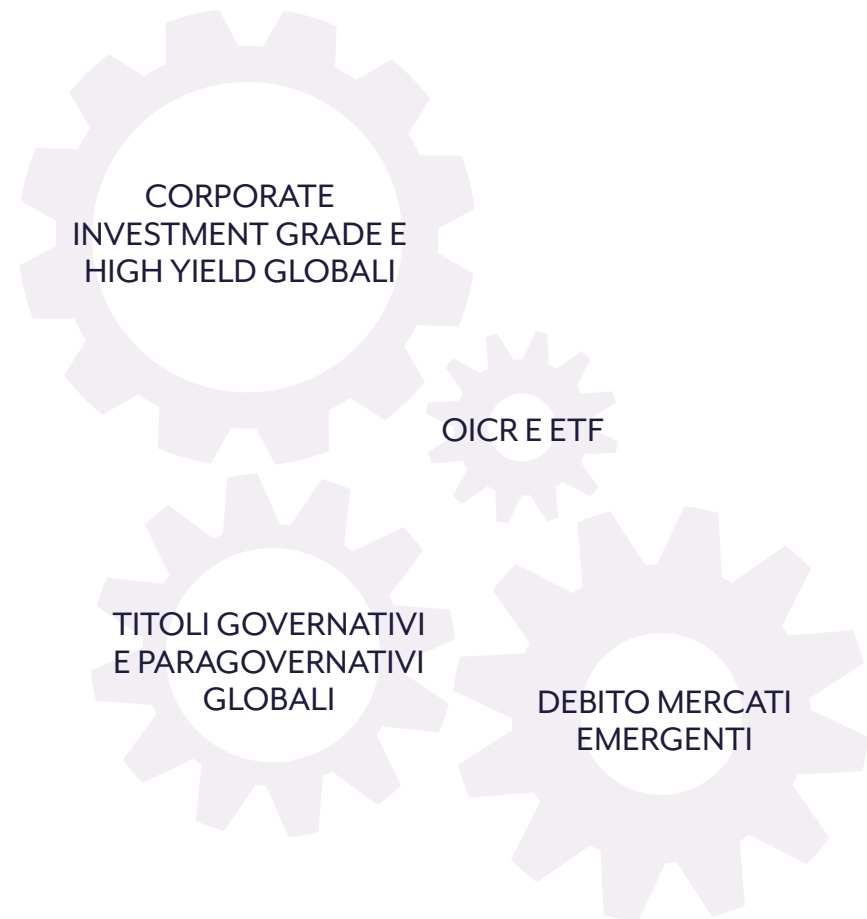 CORPORATE
INVESTMENT GRADE E
HIGH YIELD GLOBALI
OICR E ETF
TITOLI GOVERNATIVI
E PARAGOVERNATIVI
GLOBALI
DEBITO MERCATI
EMERGENTI